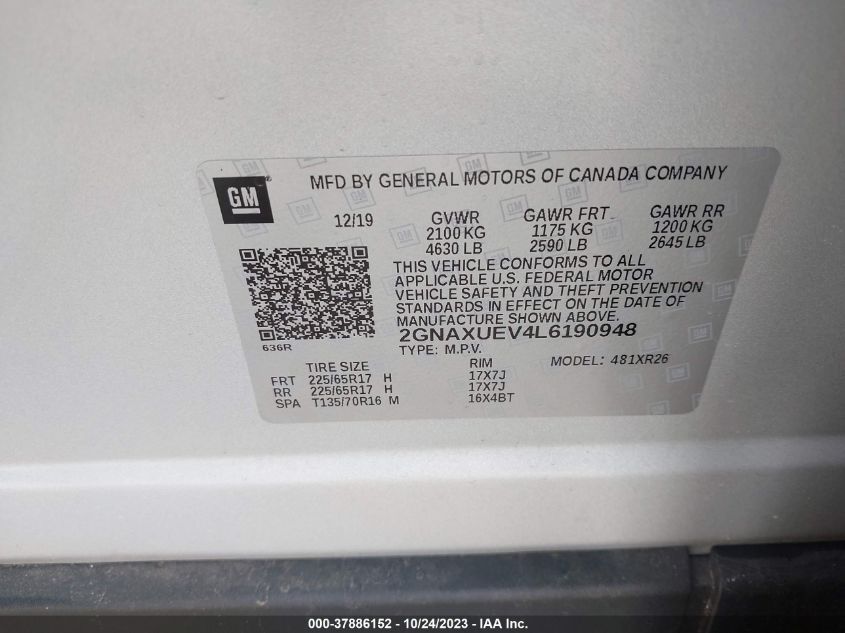 GM
MFD BY GENERAL MOTORS OF CANADA COMPANY
12/19 GVWR GAWR FRT GAWR RR
2100 KG 1175 KG 1200 KG
4630 LB 2590 LB 2645 LB
THIS VEHICLE CONFORMS TO ALL
APPLICABLE U.S. FEDERAL MOTOR
VEHICLE SAFETY AND THEFT PREVENTION
STANDARDS IN EFFECT ON THE DATE OF
MANUFACTURE SHOWN ABOVE.
2GNAXUEV4L6190948
636R TYPE: M.P.V.
TIRE SIZE RIM MODEL: 481XR26
FRT 225/65R17 H 17X7J
RR 225/65R17 H 17X7J
SPA T135/70R16 M 16X4BT
000-37886152 - 10/24/2023 - IAA Inc.